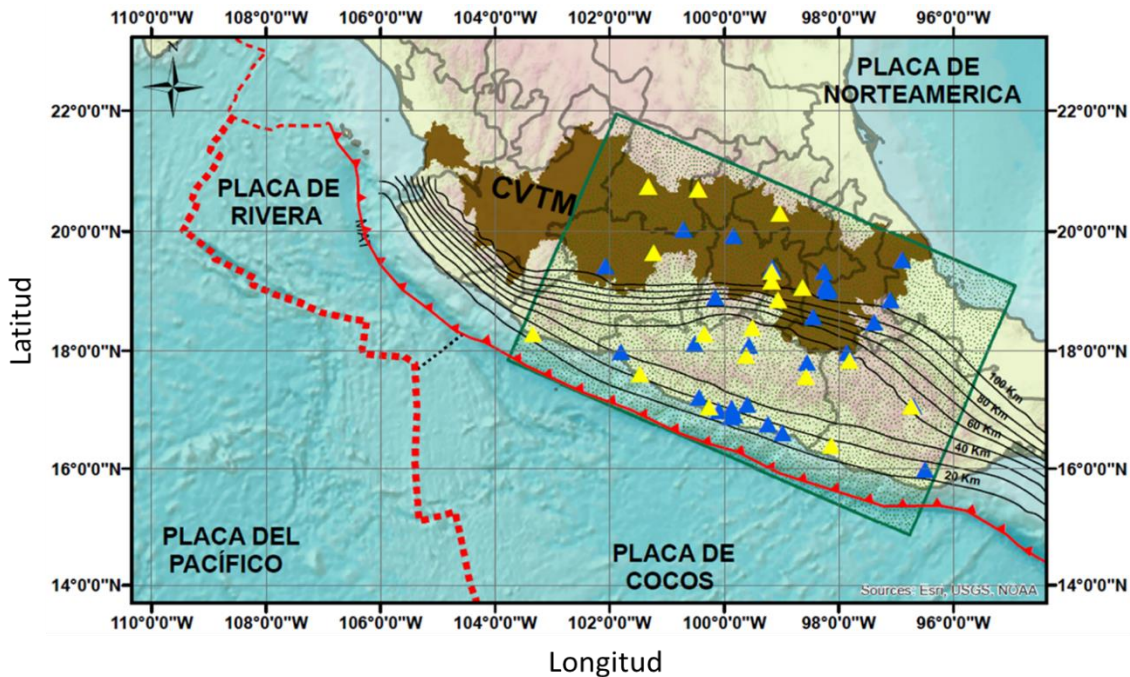 110°0'0"W 108°0'0"W 106°0'0"W 104°0'0"W 102°0'0"W 100°0'0"W 98°0'0"W 96°0'0"W
N
PLACA DE
NORTEAMERICA
22°0'0"N
22°0'0"N
PLACA DE
RIVERA
CVTM
20°0'0"N
20°0'0"N
Latitud
18°0'0"N
18°0'0"N
100 Km
80 Km
60 Km
40 Km
20 Km
16°0'0"N
16°0'0"N
PLACA DEL
PACÍFICO
PLACA DE
COCOS
14°0'0"N
14°0'0"N
Sources: Esri, USGS, NOAA
110°0'0"W 108°0'0"W 106°0'0"W 104°0'0"W 102°0'0"W 100°0'0"W 98°0'0"W 96°0'0"W
Longitud